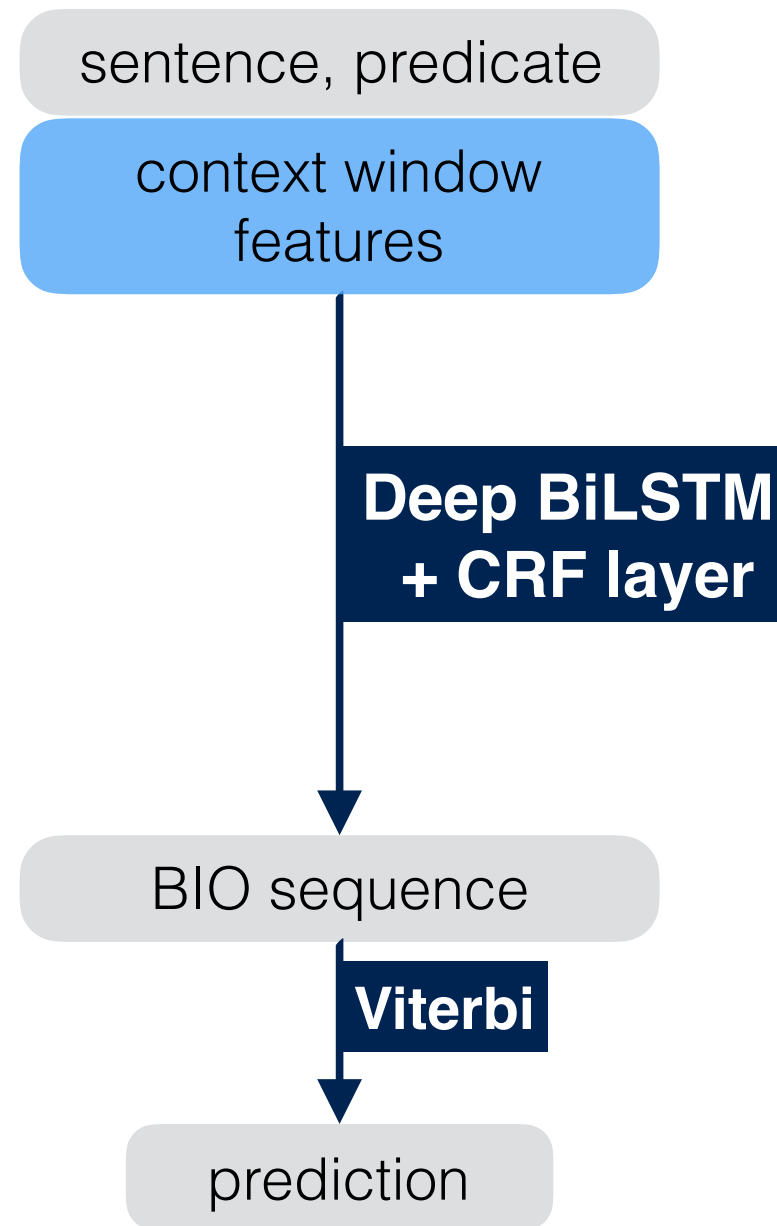 sentence, predicate
context window
features
Deep BiLSTM
+ CRF layer
BIO sequence
Viterbi
prediction